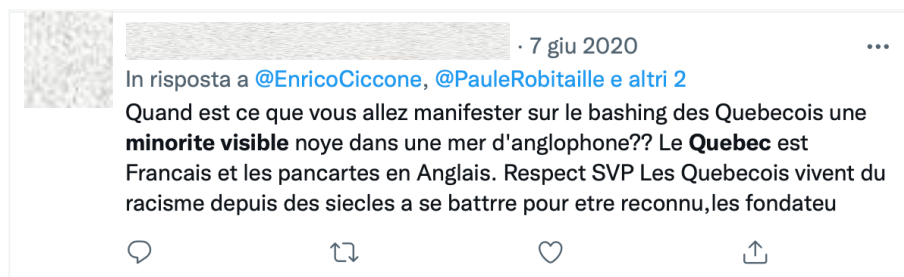 · 7 giu 2020
In risposta a @EnricoCiccone, @PauleRobitaille e altri 2
Quand est ce que vous allez manifester sur le bashing des Quebecois une
minorite visible noye dans une mer d'anglophone?? Le Quebec est
Francais et les pancartes en Anglais. Respect SVP Les Quebecois vivent du
racisme depuis des siecles a se battrre pour etre reconnu,les fondateu